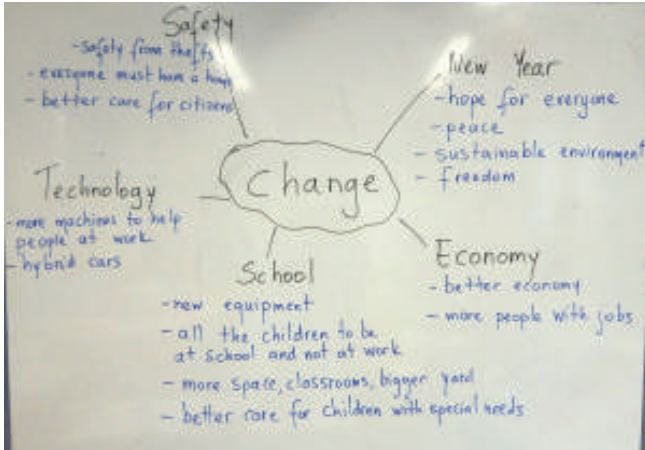 Safety
- safety from thefts
- everyone must have a home
- better care for citizens
New Year
- hope for everyone
- peace
- sustainable environment
- freedom
Change
Technology
- more machines to help
people at work
- hybrid cars
School
- new equipment
- all the children to be
at school and not at work
- more space, classrooms, bigger yard
- better care for children with special needs
Economy
- better economy
- more people with jobs